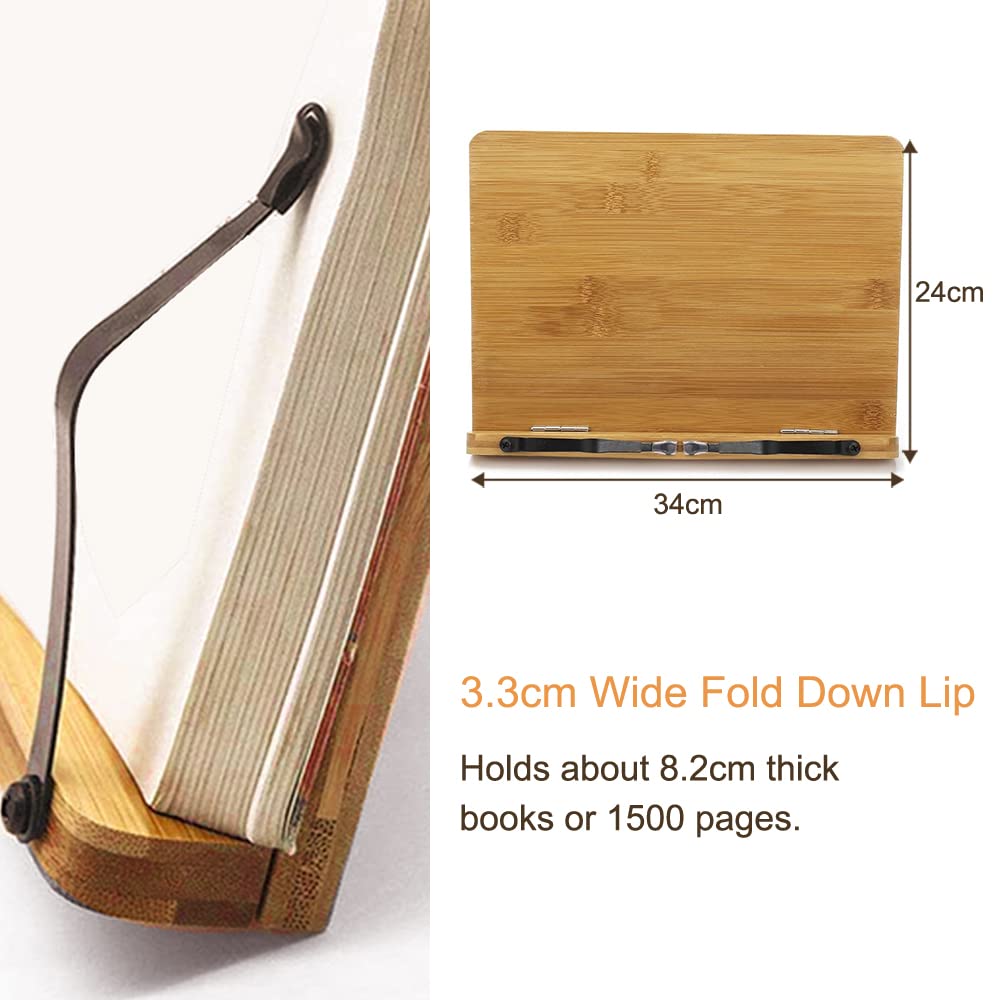 24cm
34cm
3.3cm Wide Fold Down Lip
Holds about 8.2cm thick
books or 1500 pages.